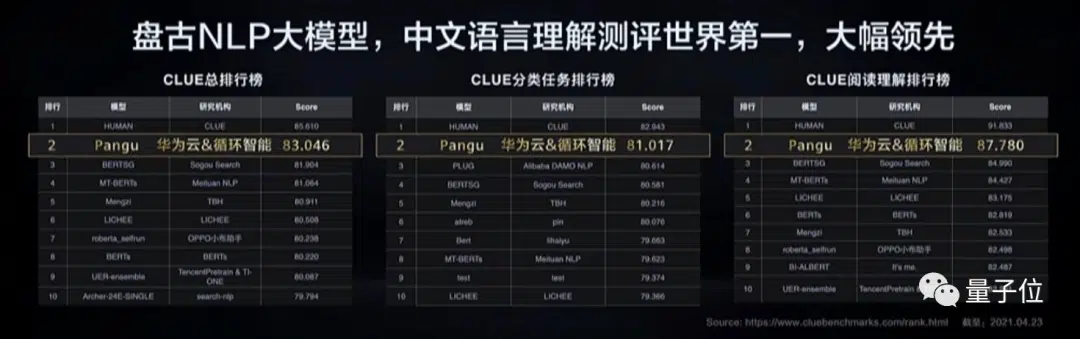 盘古NLP大模型，中文语言理解测评世界第一，大幅领先
CLUE总排行榜
排行 模型 研究机构 Score
1 HUMAN CLUE 85.610
2 Pangu 华为云&循环智能 83.046
3 BERTSG Sogou Search 81.904
4 MT-BERTs Meituan NLP 81.064
5 Mengzi TBH 80.911
6 LICHEE LICHEE 80.508
7 roberta_selfrun OPPO小布助手 80.238
8 BERTs BERTs 80.220
9 UER-ensemble TencentPretrain & TI-ONE 80.087
10 Archer-24E-SINGLE search-nlp 79.794
CLUE分类任务排行榜
排行 模型 研究机构 Score
1 HUMAN CLUE 82.943
2 Pangu 华为云&循环智能 81.017
3 PLUG Alibaba DAMO NLP 80.614
4 BERTSG Sogou Search 80.581
5 Mengzi TBH 80.216
6 pin 80.076
7 Bert lihaiyu 79.663
8 MT-BERTs Meituan NLP 79.623
9 test test 79.374
10 LICHEE LICHEE 79.366
CLUE阅读理解排行榜
排行 模型 研究机构 Score
1 HUMAN CLUE 91.833
2 Pangu 华为云&循环智能 87.780
3 BERTSG Sogou Search 84.990
4 MT-BERTs Meituan NLP 84.427
5 LICHEE LICHEE 83.175
6 BERTs BERTs 82.819
7 Mengzi TBH 82.533
8 roberta_selfrun OPPO小布助手 82.498
9 BI-ALBERT It's me. 82.487
10 UER-ensemble TencentPretrain &
量子位
Source: https://www.cluebenchmarks.com/rank.html 截至：2021.04.23